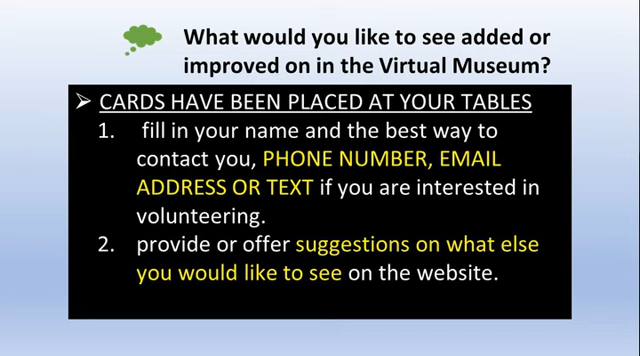 What would you like to see added or
improved on in the Virtual Museum?
➢ CARDS HAVE BEEN PLACED AT YOUR TABLES
1. fill in your name and the best way to
contact you, PHONE NUMBER, EMAIL
ADDRESS OR TEXT if you are interested in
volunteering.
2. provide or offer suggestions on what else
you would like to see on the website.